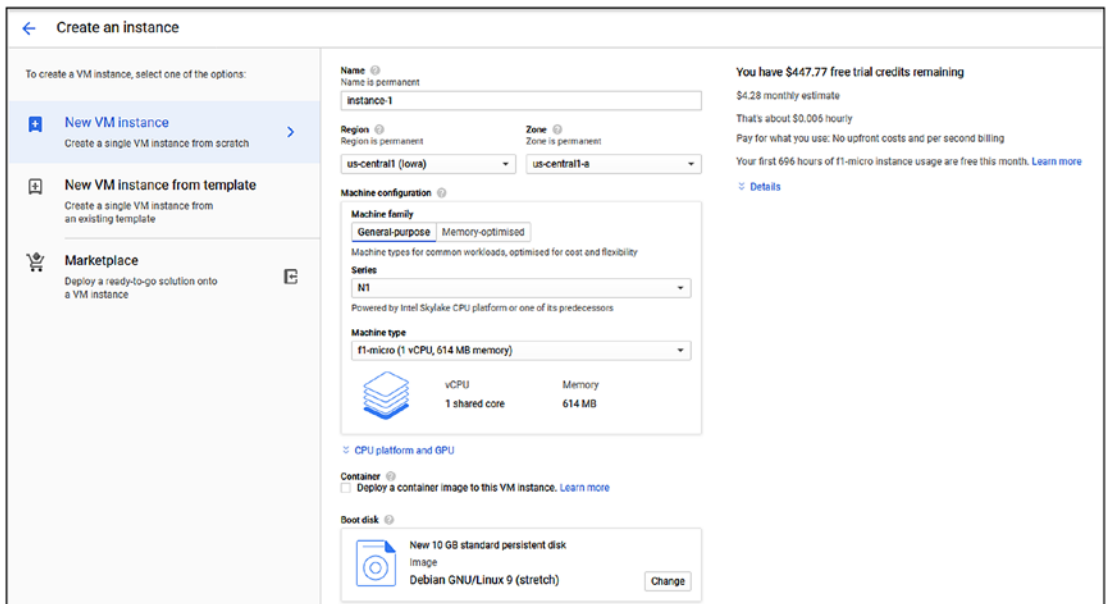 Create an instance
To create a VM instance, select one of the options:
New VM instance
Create a single VM instance from scratch
New VM instance from template
Create a single VM instance from
an existing template
Marketplace
Deploy a ready-to-go solution onto
a VM instance
Name
Name is permanent
instance-1
Region
Region is permanent
us-central1 (Iowa)
Zone
Zone is permanent
us-central1-a
Machine configuration
Machine family
General-purpose
Memory-optimised
Machine types for common workloads, optimised for cost and flexibility
Series
N1
Powered by Intel Skylake CPU platform or one of its predecessors
Machine type
f1-micro (1 vCPU, 614 MB memory)
vCPU
1 shared core
Memory
614 MB
CPU platform and GPU
Container
Deploy a container image to this VM instance. Learn more
Boot disk
New 10 GB standard persistent disk
Image
Debian GNU/Linux 9 (stretch)
Change
You have $447.77 free trial credits remaining
$4.28 monthly estimate
That's about $0.006 hourly
Pay for what you use: No upfront costs and per second billing
Your first 696 hours of f1-micro instance usage are free this month. Learn more
Details